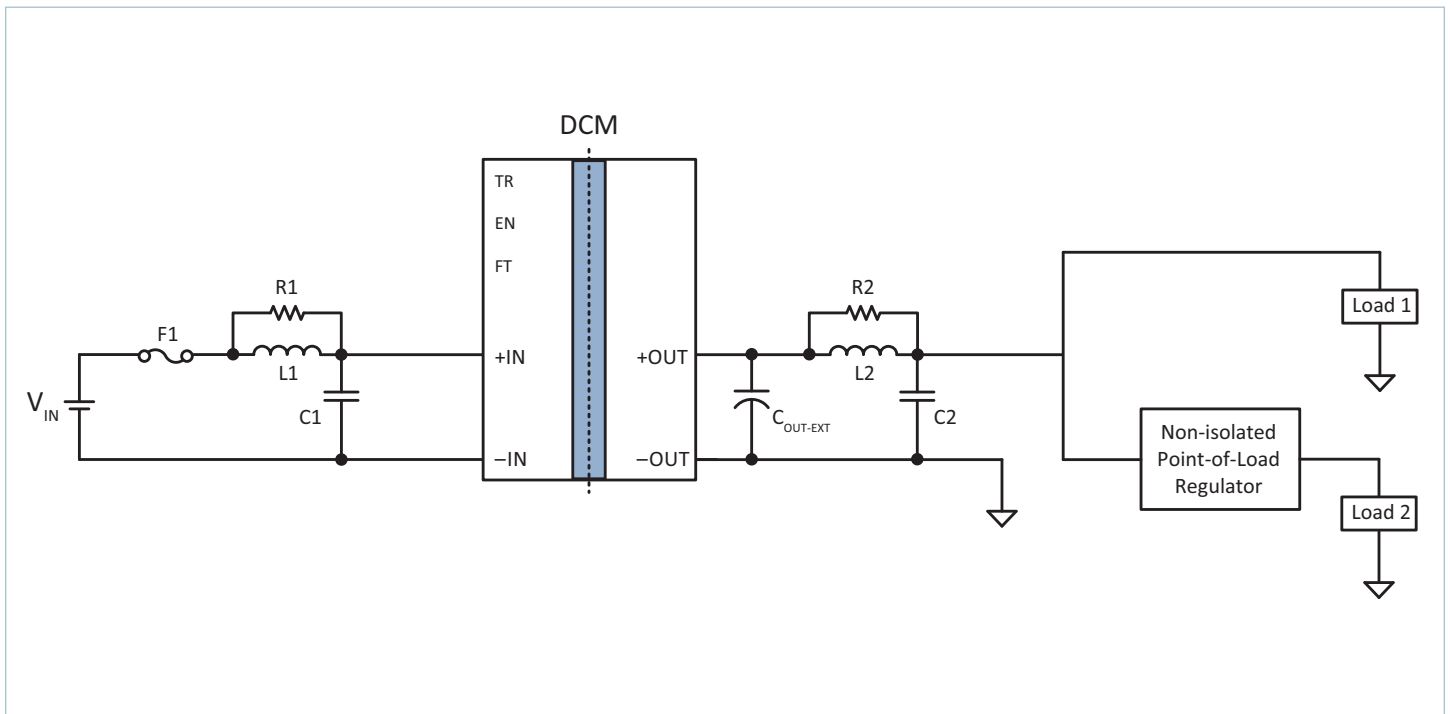 DCM
TR
EN
FT
R1
F1
L1
+IN
V_IN
C1
–IN
+OUT
R2
L2
C_OUT-EXT
C2
–OUT
Load 1
Non-isolated
Point-of-Load
Regulator
Load 2